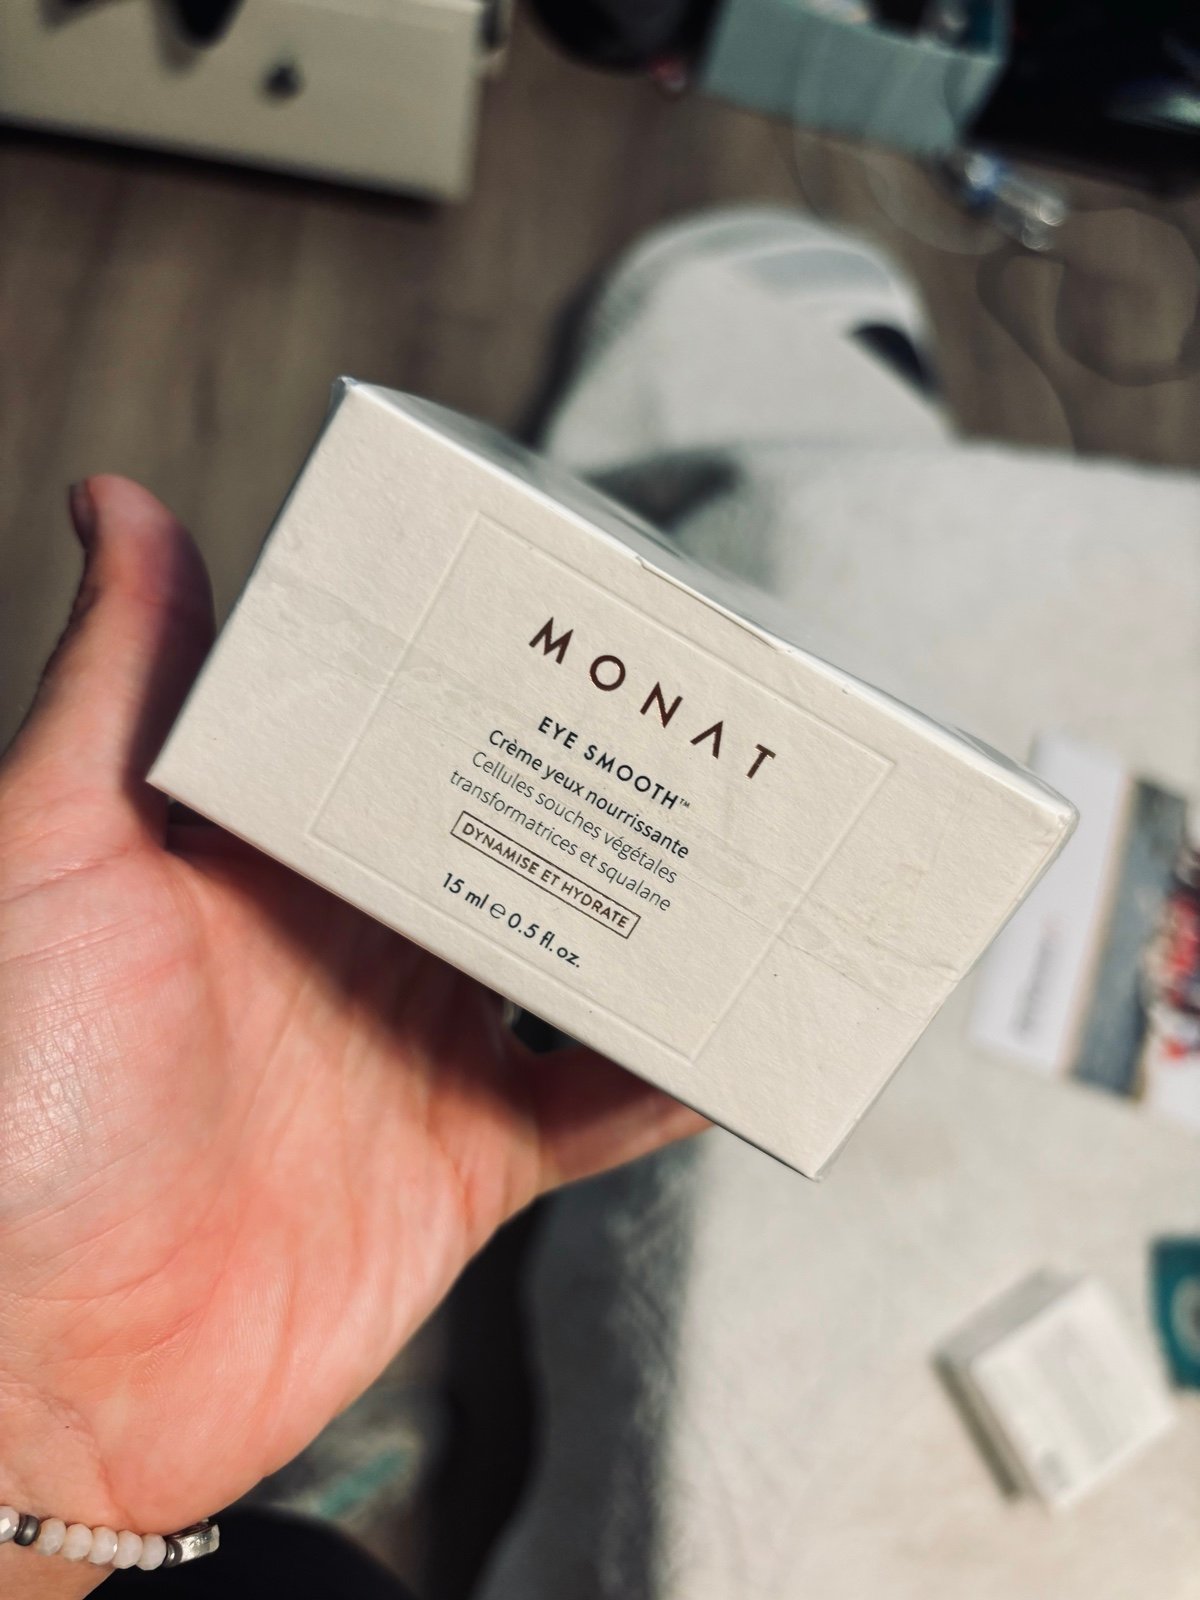 MONAT
EYE SMOOTH™
Crème yeux nourrissante
Cellules souches végétales
transformatrices et squalane
DYNAMISE ET HYDRATE
15 ml ℮ 0.5 fl. oz.